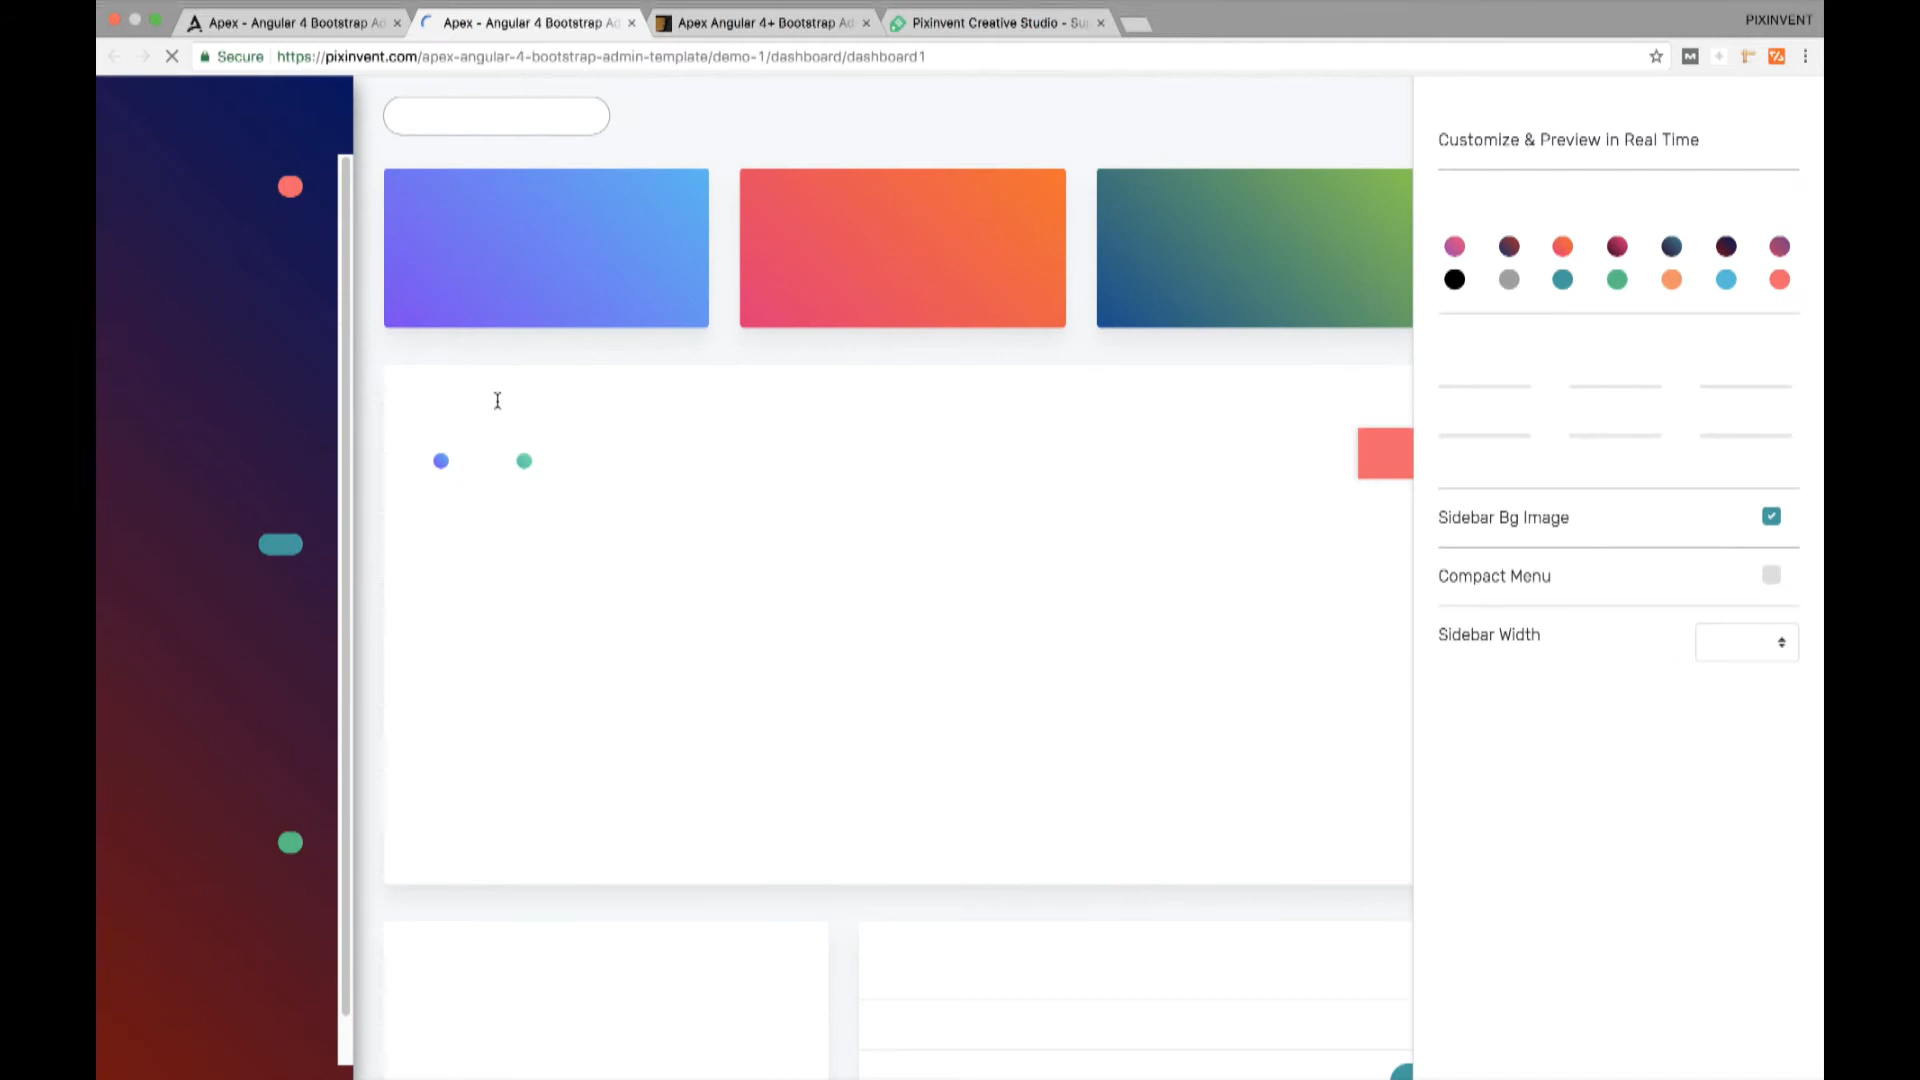 Apex - Angular 4 Bootstrap Ad
Apex - Angular 4 Bootstrap Ad
Apex Angular 4+ Bootstrap Ad
Pixinvent Creative Studio - Su
PIXINVENT
Secure
https://pixinvent.com/apex-angular-4-bootstrap-admin-template/demo-1/dashboard/dashboard1
Customize & Preview in Real Time
Sidebar Bg Image
Compact Menu
Sidebar Width